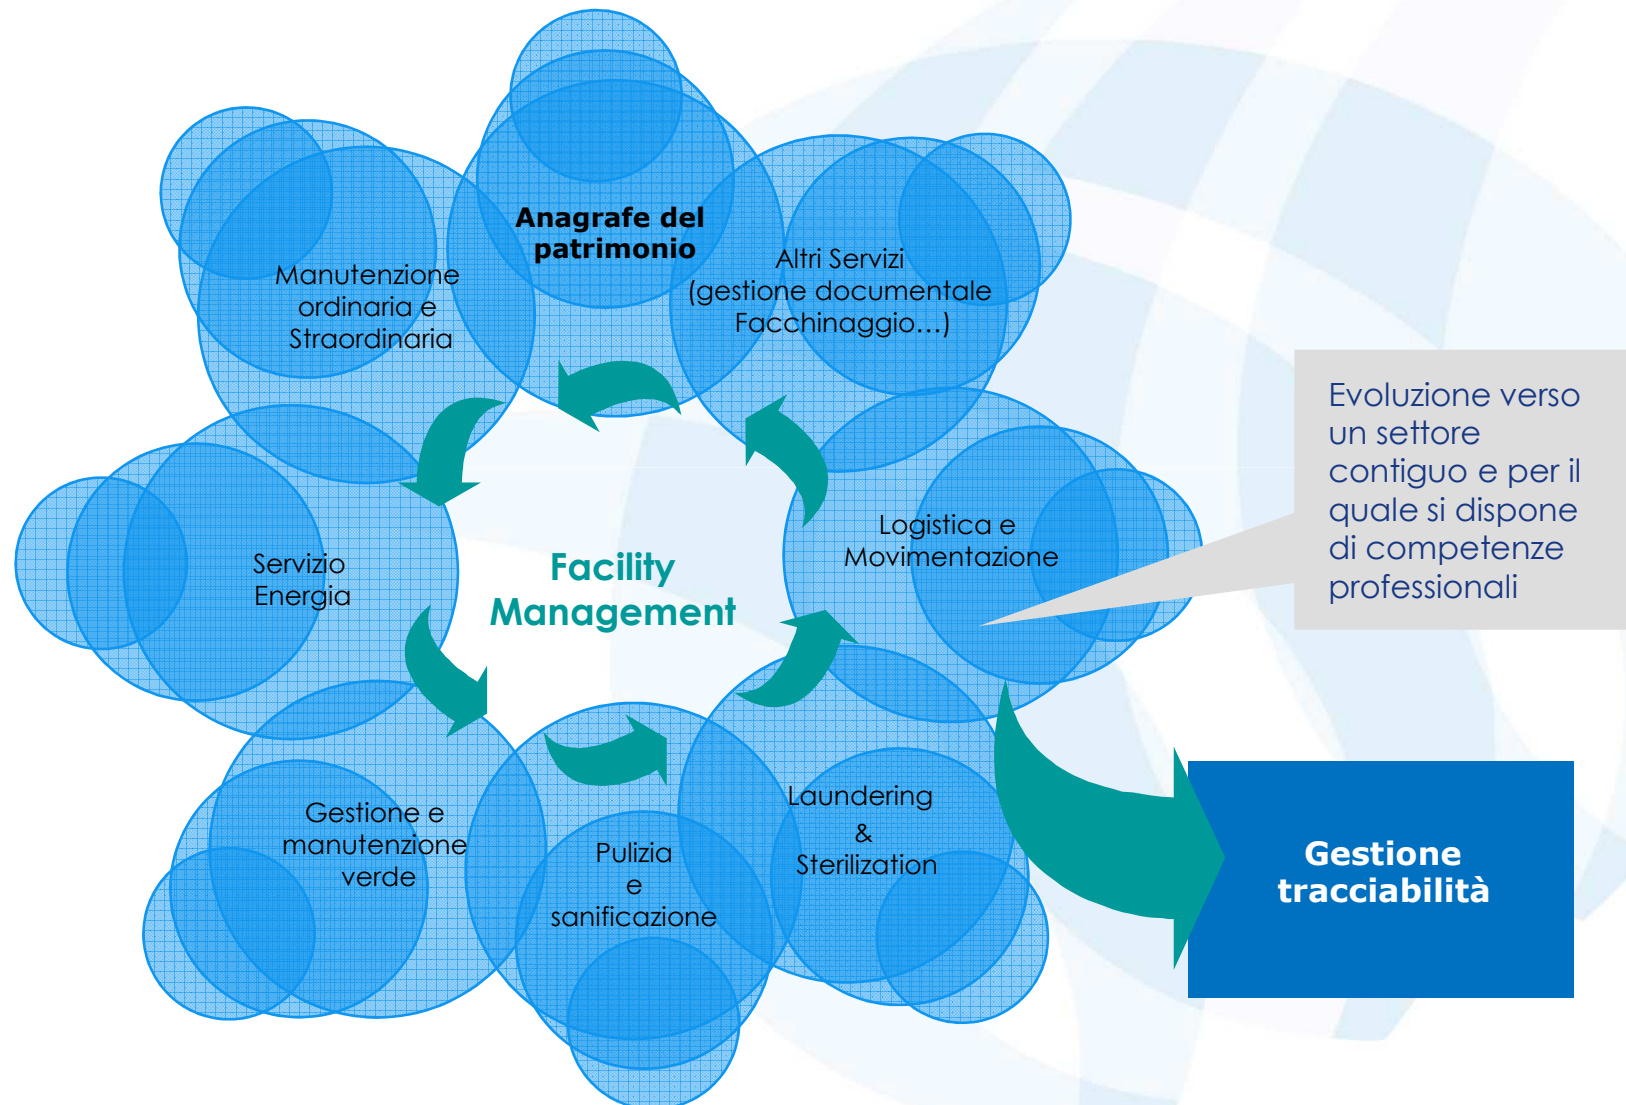 Anagrafe del
patrimonio
Altri Servizi
(gestione documentale
Facchinaggio…)
Manutenzione
ordinaria e
Straordinaria
Evoluzione verso
un settore
contiguo e per il
quale si dispone
di competenze
professionali
Logistica e
Movimentazione
Servizio
Energia
Facility
Management
Gestione e
manutenzione
verde
Pulizia
e
sanificazione
Laundering
&
Sterilization
Gestione
tracciabilità